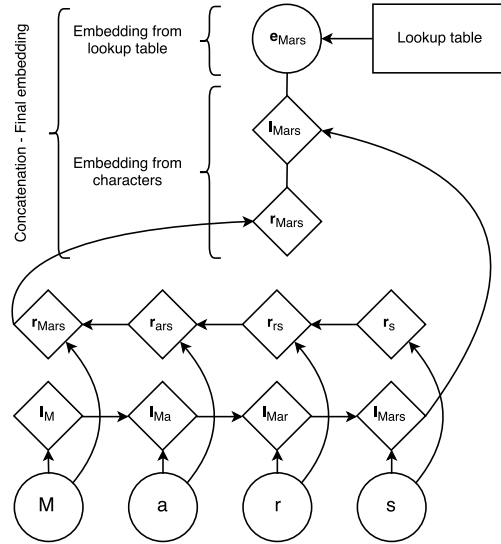 Concatenation - Final embedding
Embedding from
lookup table
e_Mars
Lookup table
Embedding from
characters
l_Mars
r_Mars
r_Mars
r_ars
r_rs
r_s
l_M
l_Ma
l_Mar
l_Mars
M
a
r
s